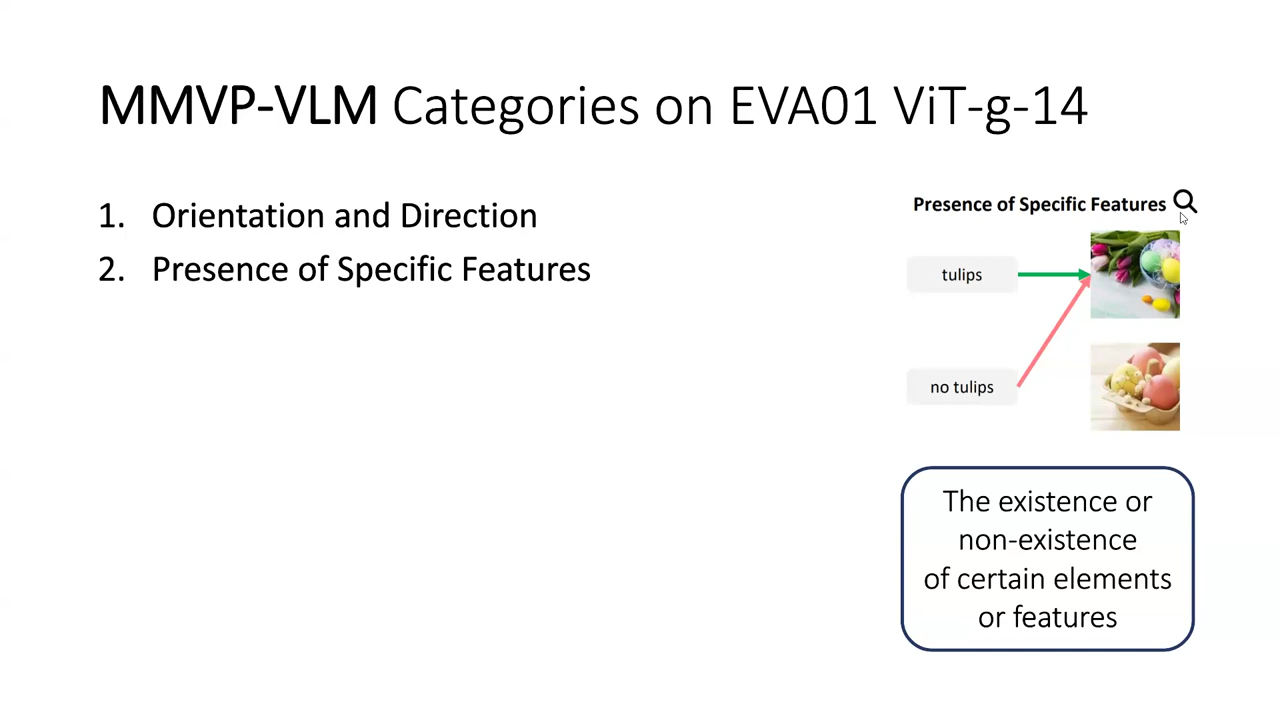 MMVP-VLM Categories on EVA01 ViT-g-14
1. Orientation and Direction
2. Presence of Specific Features
Presence of Specific Features
tulips
no tulips
The existence or
non-existence
of certain elements
or features